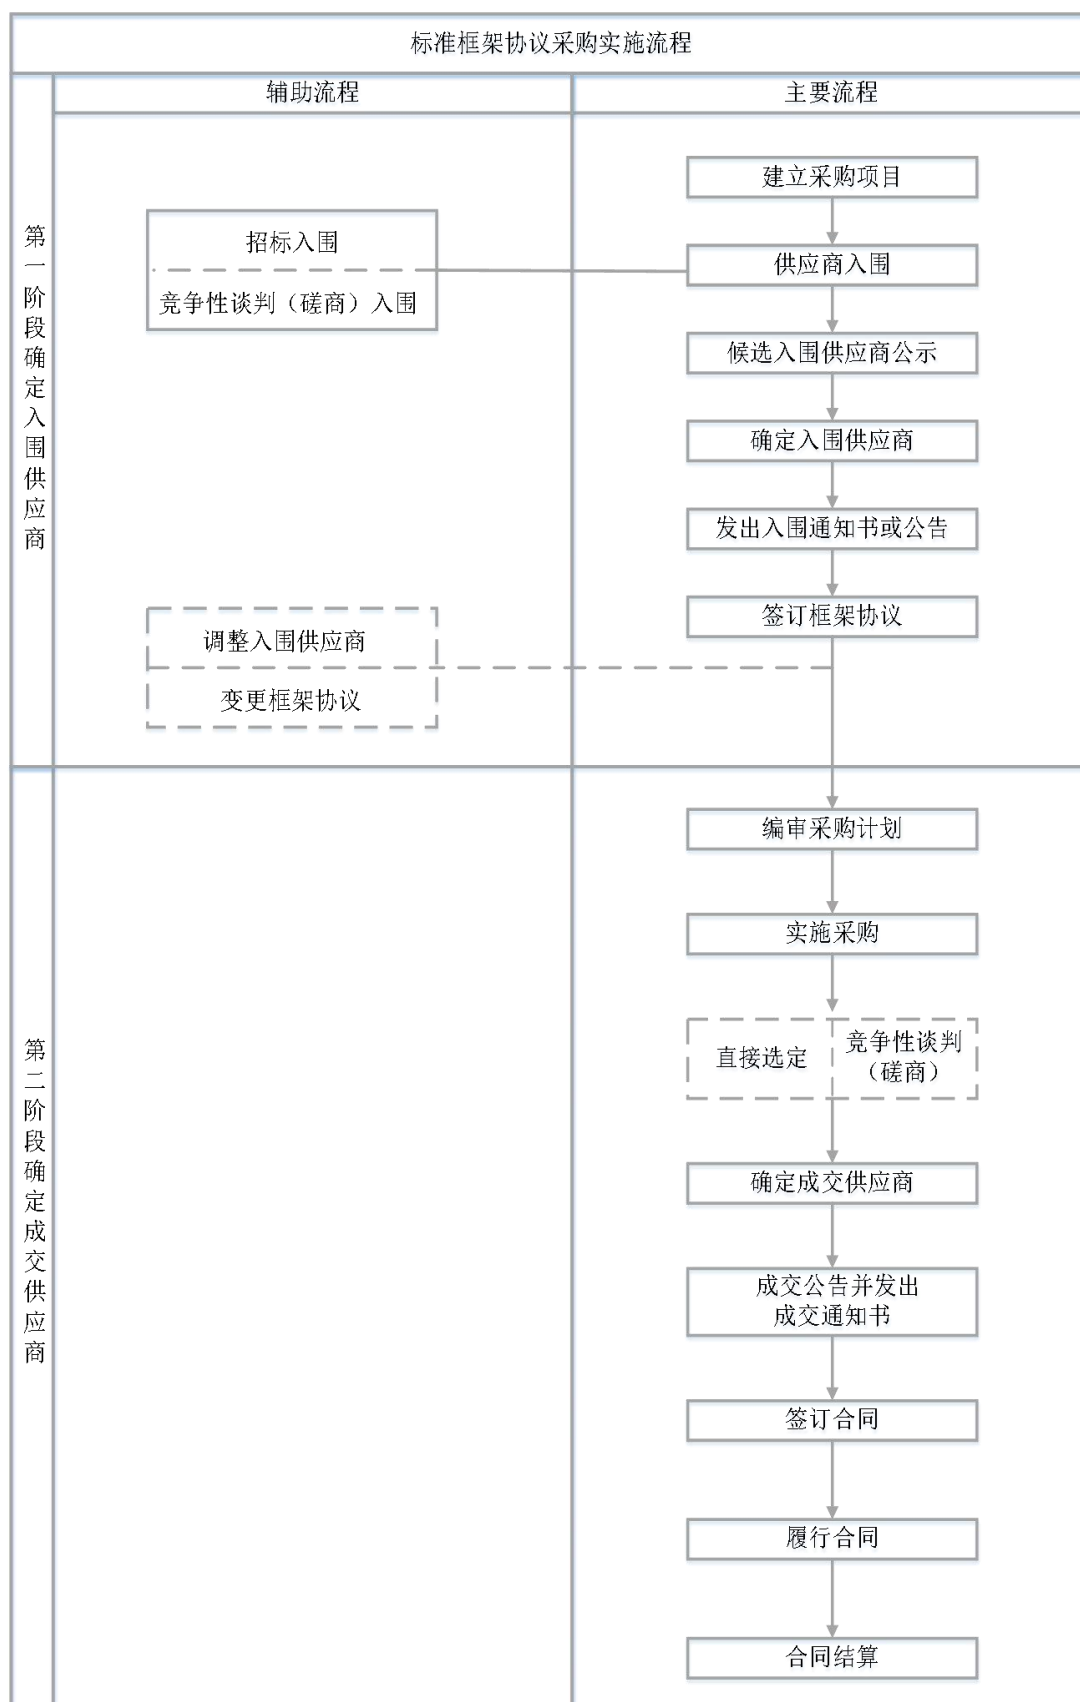 标准框架协议采购实施流程
辅助流程
主要流程
第一阶段确定入围供应商
建立采购项目
招标入围
竞争性谈判（磋商）入围
供应商入围
候选入围供应商公示
确定入围供应商
发出入围通知书或公告
签订框架协议
调整入围供应商
变更框架协议
第二阶段确定成交供应商
编审采购计划
实施采购
直接选定
竞争性谈判
（磋商）
确定成交供应商
成交公告并发出
成交通知书
签订合同
履行合同
合同结算